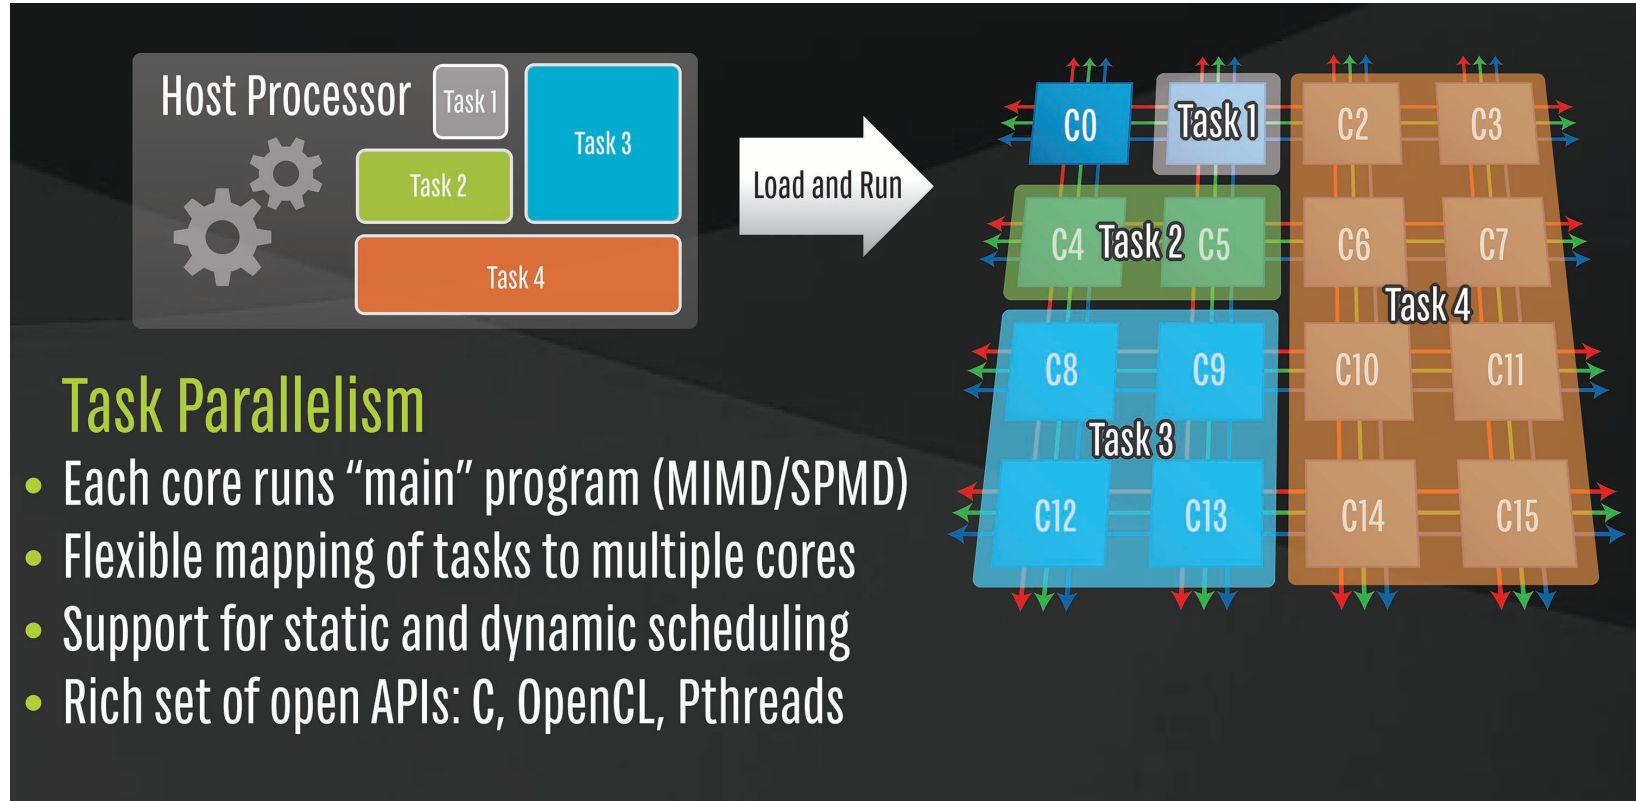 Host Processor
Task 1
Task 2
Task 3
Task 4
Load and Run
C0
Task 1
C2
C3
C4
Task 2
C5
C6
C7
Task 4
C8
C9
C10
C11
Task 3
C12
C13
C14
C15
Task Parallelism
• Each core runs “main” program (MIMD/SPMD)
• Flexible mapping of tasks to multiple cores
• Support for static and dynamic scheduling
• Rich set of open APIs: C, OpenCL, Pthreads